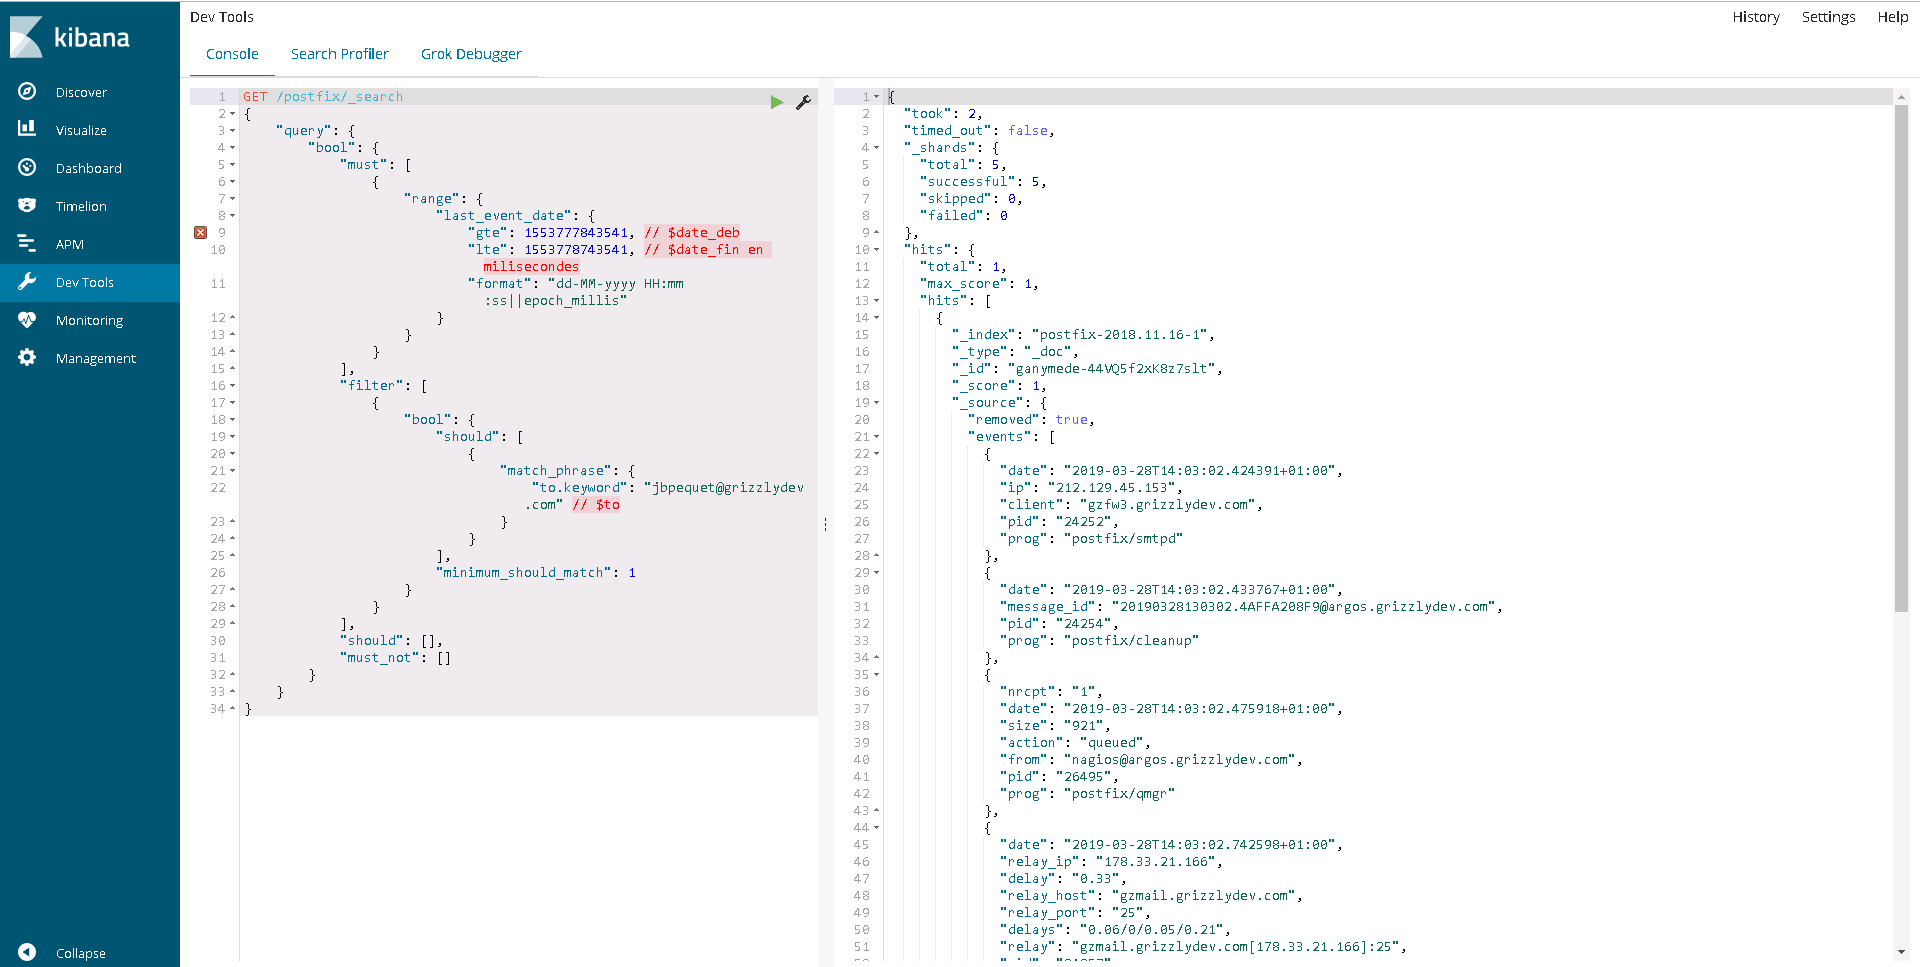 kibana
Discover
Visualize
Dashboard
Timelion
APM
Dev Tools
Monitoring
Management
Collapse
Dev Tools
History Settings Help
Console Search Profiler Grok Debugger
1 GET /postfix/_search
2 {
3 "query": {
4 "bool": {
5 "must": [
6 {
7 "range": {
8 "last_event_date": {
9 "gte": 1553777843541, // $date_deb
10 "lte": 1553778743541, // $date_fin en
milisecondes
11 "format": "dd-MM-yyyy HH:mm
:ss||epoch_millis"
12 }
13 }
14 }
15 ],
16 "filter": [
17 {
18 "bool": {
19 "should": [
20 {
21 "match_phrase": {
22 "to.keyword": "jbpequet@grizzlydev
.com" // $to
23 }
24 }
25 ],
26 "minimum_should_match": 1
27 }
28 }
29 ],
30 "should": [],
31 "must_not": []
32 }
33 }
34 }
1 {
2 "took": 2,
3 "timed_out": false,
4 "_shards": {
5 "total": 5,
6 "successful": 5,
7 "skipped": 0,
8 "failed": 0
9 },
10 "hits": {
11 "total": 1,
12 "max_score": 1,
13 "hits": [
14 {
15 "_index": "postfix-2018.11.16-1",
16 "_type": "_doc",
17 "_id": "ganymede-44VQ5f2xK8z7slt",
18 "_score": 1,
19 "_source": {
20 "removed": true,
21 "events": [
22 {
23 "date": "2019-03-28T14:03:02.424391+01:00",
24 "ip": "212.129.45.153",
25 "client": "gzfw3.grizzlydev.com",
26 "pid": "24252",
27 "prog": "postfix/smtpd"
28 },
29 {
30 "date": "2019-03-28T14:03:02.433767+01:00",
31 "message_id": "20190328130302.4AFFA208F9@argos.grizzlydev.com",
32 "pid": "24254",
33 "prog": "postfix/cleanup"
34 },
35 {
36 "nrcpt": "1",
37 "date": "2019-03-28T14:03:02.475918+01:00",
38 "size": "921",
39 "action": "queued",
40 "from": "nagios@argos.grizzlydev.com",
41 "pid": "26495",
42 "prog": "postfix/qmgr"
43 },
44 {
45 "date": "2019-03-28T14:03:02.742598+01:00",
46 "relay_ip": "178.33.21.166",
47 "delay": "0.33",
48 "relay_host": "gzmail.grizzlydev.com",
49 "relay_port": "25",
50 "delays": "0.06/0/0.05/0.21",
51 "relay": "gzmail.grizzlydev.com[178.33.21.166]:25",